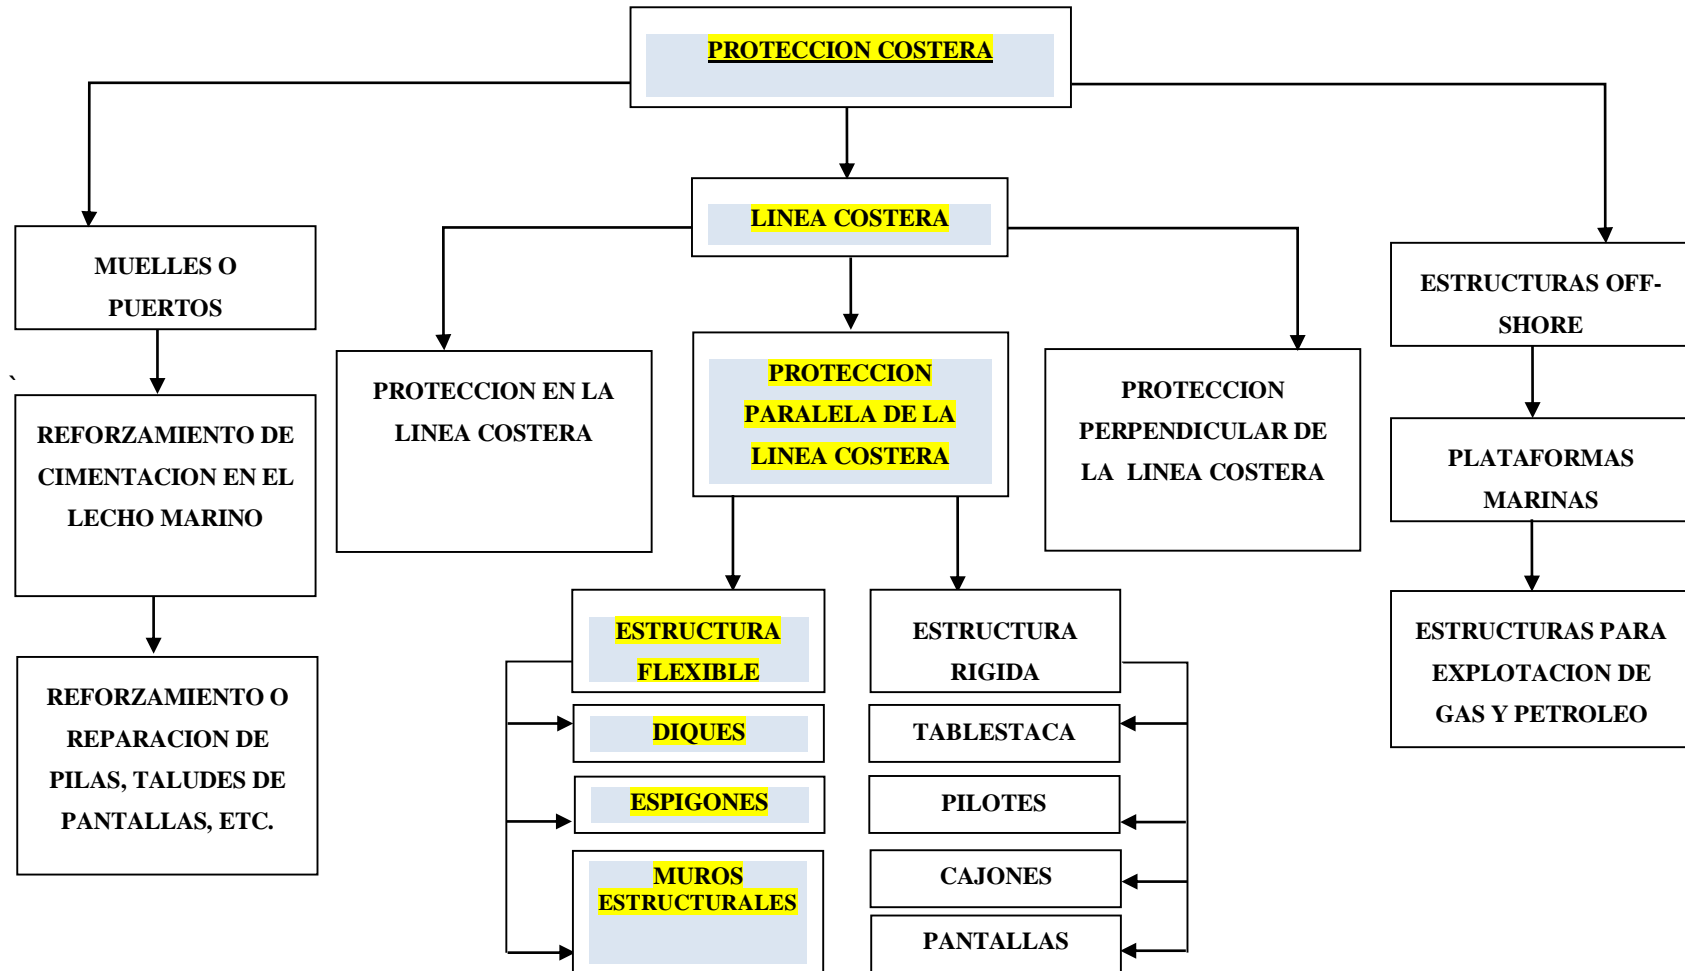 PROTECCION COSTERA
LINEA COSTERA
MUELLES O
PUERTOS
ESTRUCTURAS OFF-
SHORE
`
PROTECCION EN LA
LINEA COSTERA
PROTECCION
PARALELA DE LA
LINEA COSTERA
PROTECCION
PERPENDICULAR DE
LA LINEA COSTERA
REFORZAMIENTO DE
CIMENTACION EN EL
LECHO MARINO
PLATAFORMAS
MARINAS
ESTRUCTURA
FLEXIBLE
ESTRUCTURA
RIGIDA
ESTRUCTURAS PARA
EXPLOTACION DE
GAS Y PETROLEO
REFORZAMIENTO O
REPARACION DE
PILAS, TALUDES DE
PANTALLAS, ETC.
DIQUES
TABLESTACA
ESPIGONES
PILOTES
MUROS
ESTRUCTURALES
CAJONES
PANTALLAS